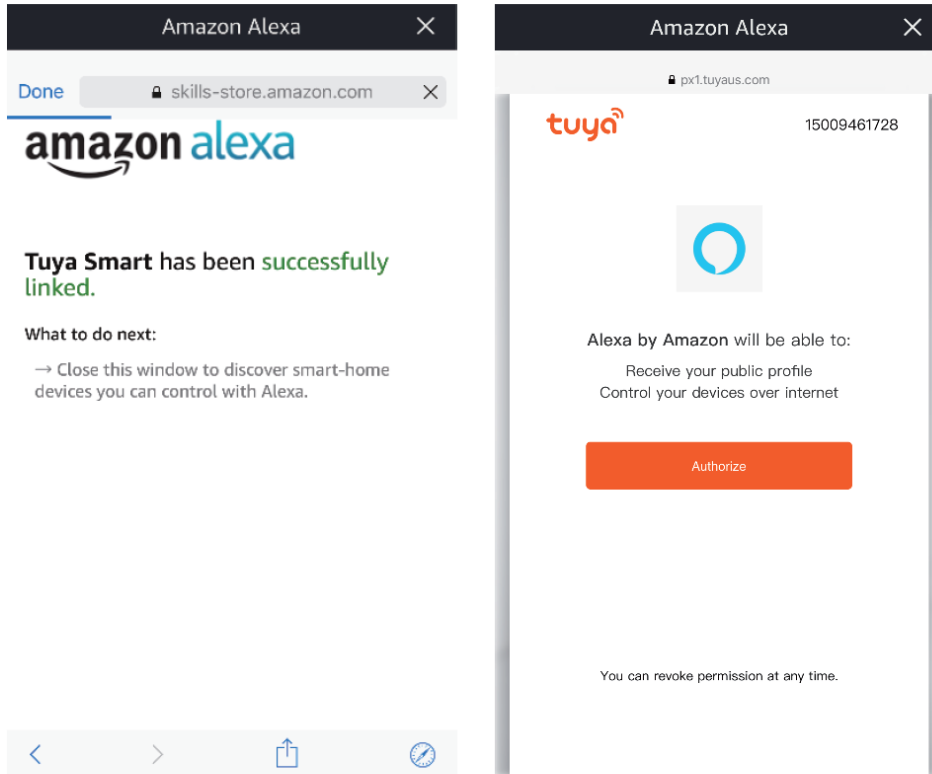 Amazon Alexa
Done
skills-store.amazon.com
amazon alexa
Tuya Smart has been successfully
linked.
What to do next:
→ Close this window to discover smart-home
devices you can control with Alexa.
Amazon Alexa
px1.tuyaus.com
tuya
15009461728
Alexa by Amazon will be able to:
Receive your public profile
Control your devices over internet
Authorize
You can revoke permission at any time.